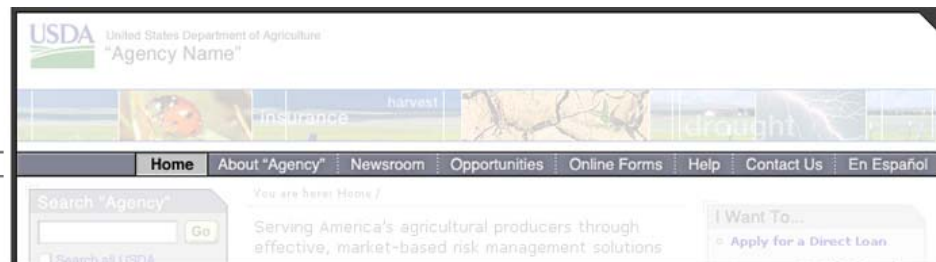 USDA
United States Department of Agriculture
"Agency Name"
harvest
insurance
drought
Home About "Agency" Newsroom Opportunities Online Forms Help Contact Us En Español
Search "Agency"
Go
Search all USDA
You are here: Home /
Serving America's agricultural producers through
effective, market-based risk management solutions
I Want To...
Apply for a Direct Loan